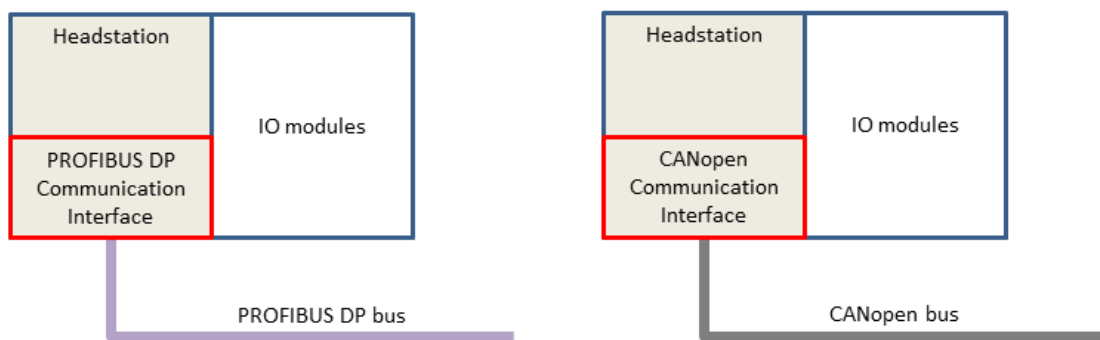 Headstation
IO modules
PROFIBUS DP
Communication
Interface
PROFIBUS DP bus
Headstation
IO modules
CANopen
Communication
Interface
CANopen bus